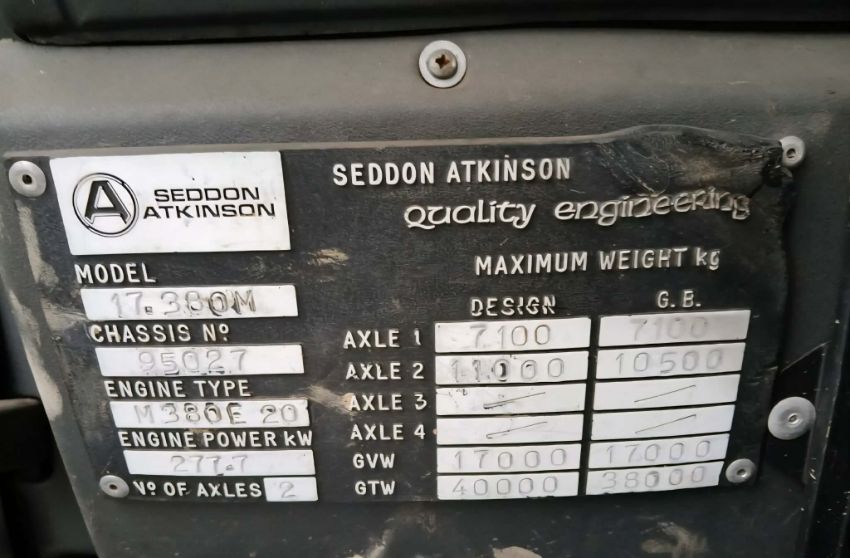 A SEDDON ATKINSON
SEDDON ATKINSON
Quality engineering
MAXIMUM WEIGHT kg
MODEL
17.380M
CHASSIS Nº
95027
ENGINE TYPE
M380E 20
ENGINE POWER kW
277.7
Nº OF AXLES 2
DESIGN G.B.
AXLE 1 7100 7100
AXLE 2 11000 10500
AXLE 3 / /
AXLE 4 / /
GVW 17000 17000
GTW 40000 38000